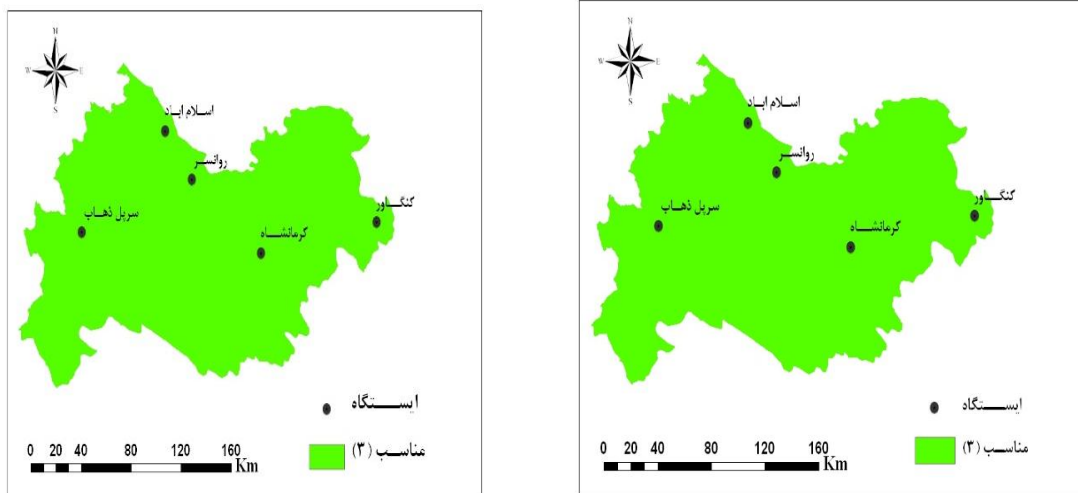 N
W E
S
اسلام اباد
روانسر
کنگاور
سرپل ذهاب
کرمانشاه
ایستگاه
مناسب (۳)
0 20 40 80 120 160
Km
N
W E
S
اسلام اباد
روانسر
کنگاور
سرپل ذهاب
کرمانشاه
ایستگاه
مناسب (۳)
0 20 40 80 120 160
Km